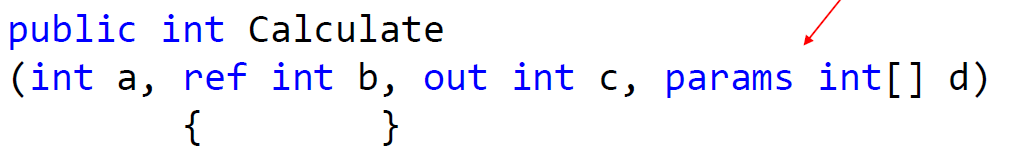 public int Calculate
(int a, ref int b, out int c, params int[] d)
{ }